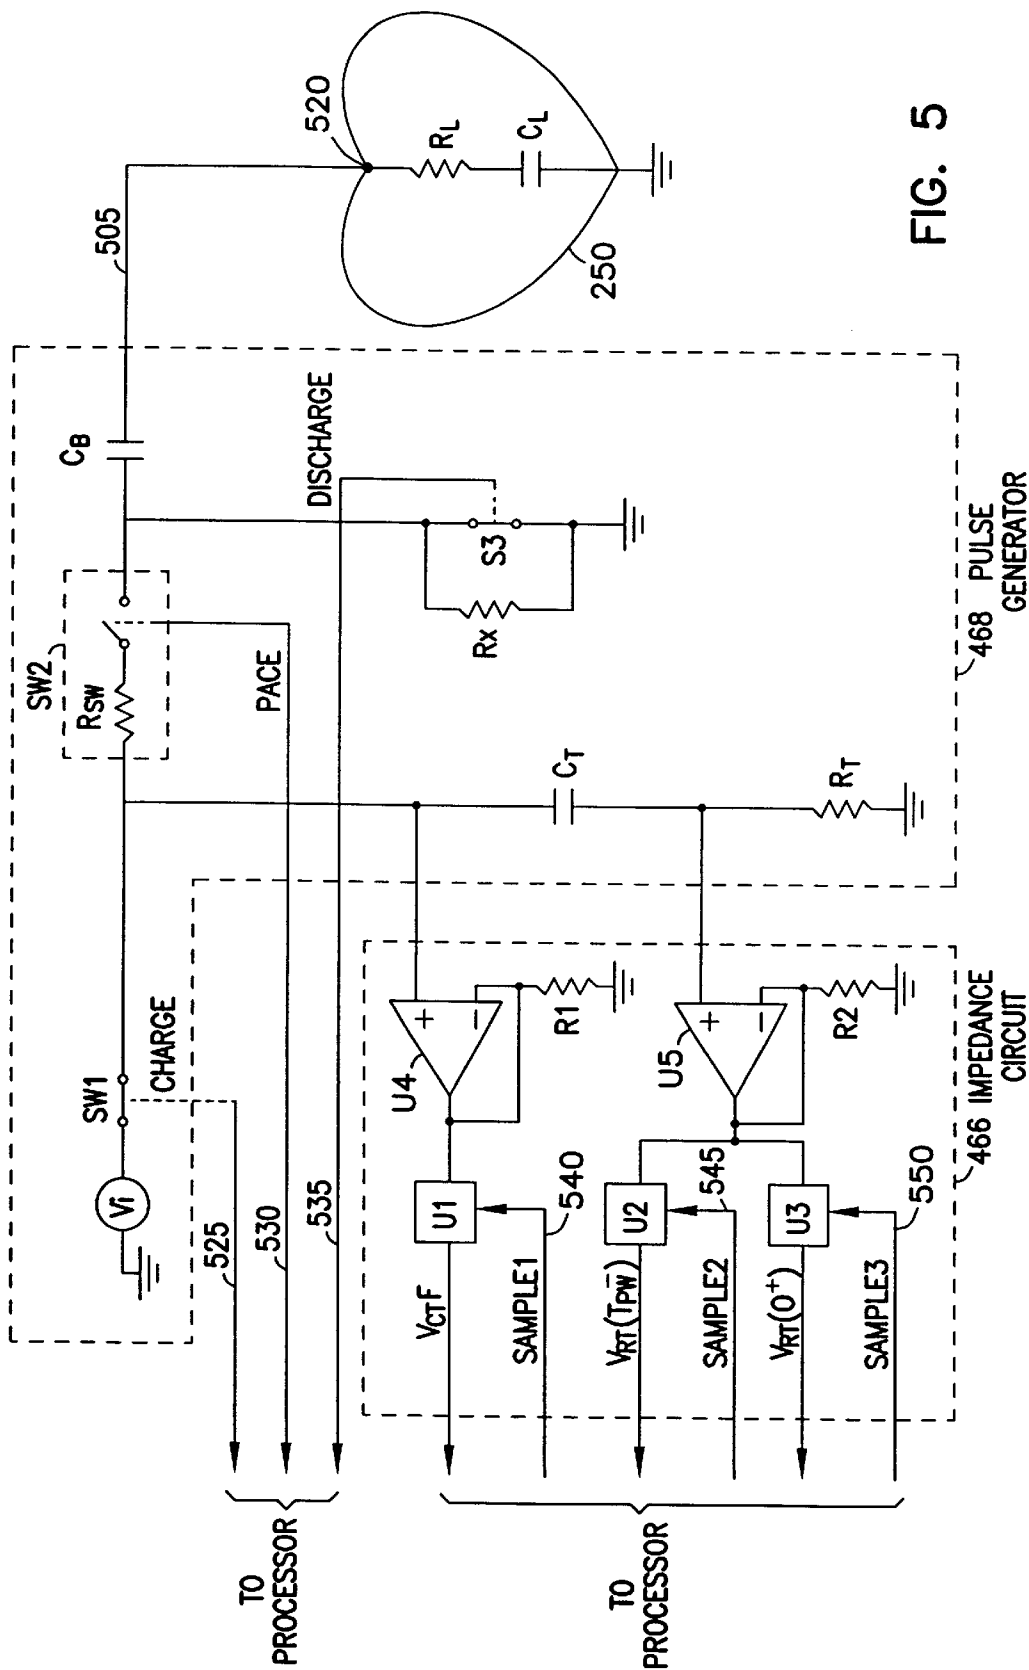 Vi
SW1
CHARGE
SW2
RSW
PACE
CB
505
520
RL
CL
250
DISCHARGE
S3
RX
CT
RT
468 PULSE
GENERATOR
525
530
535
TO
PROCESSOR
U4
+
−
R1
U1
VCTF
SAMPLE1
540
U5
+
−
R2
U2
VRT(TPW−)
SAMPLE2
545
U3
VRT(0+)
SAMPLE3
550
466 IMPEDANCE
CIRCUIT
TO
PROCESSOR
FIG. 5